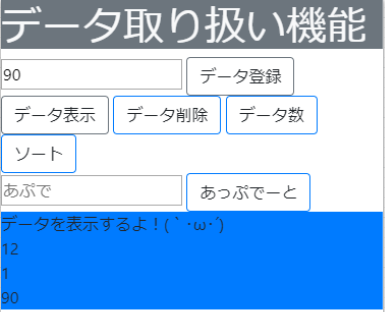 データ取り扱い機能
90 データ登録
データ表示 データ削除 データ数
ソート
あぷで あっぷでーと
データを表示するよ！(｀･ω･´)
12
1
90